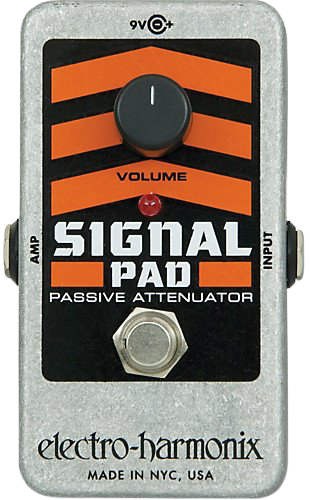 9V +
VOLUME
AMP
INPUT
SIGNAL
PAD
PASSIVE ATTENUATOR
electro-harmonix
MADE IN NYC, USA